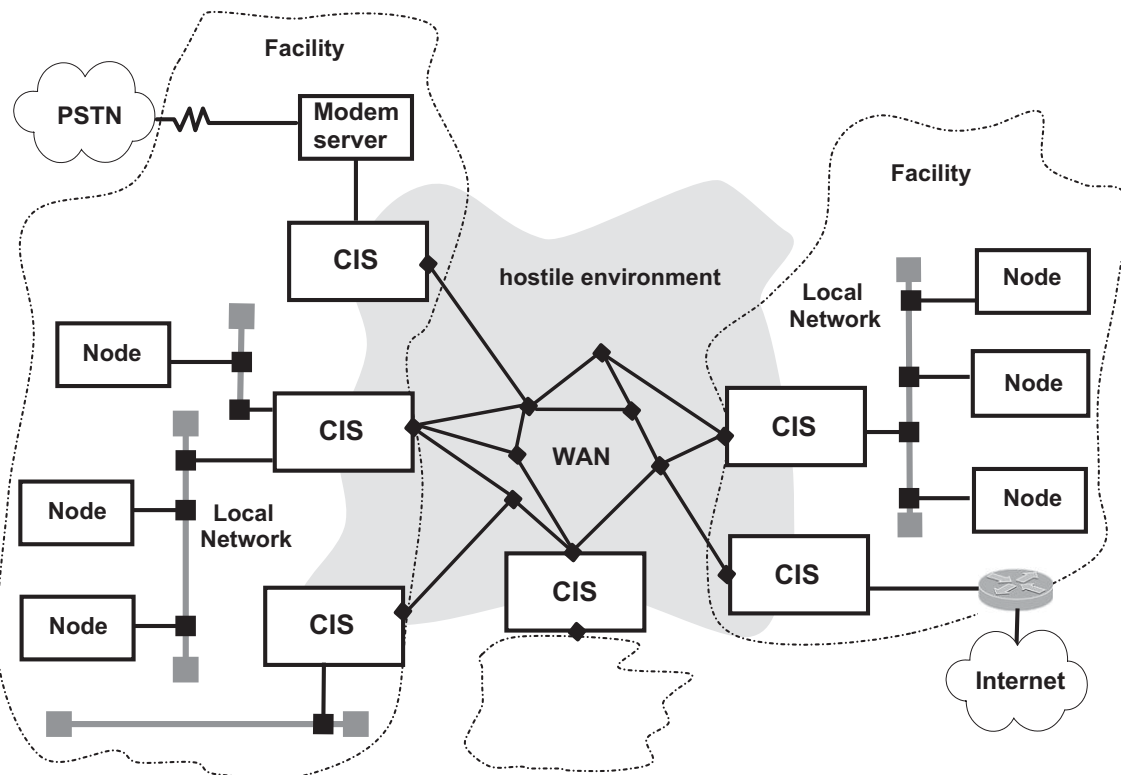 Facility
PSTN
Modem
server
Facility
CIS
hostile environment
Node
Local
Network
Node
Node
CIS
CIS
WAN
Node
Node
Local
Network
CIS
CIS
Node
CIS
Internet